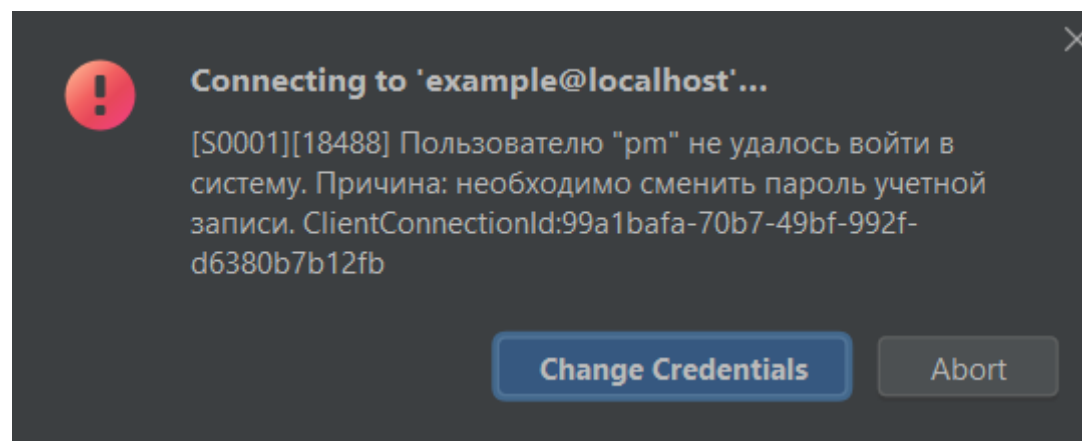 Connecting to 'example@localhost'...
[S0001][18488] Пользователю "pm" не удалось войти в
систему. Причина: необходимо сменить пароль учетной
записи. ClientConnectionId:99a1bafa-70b7-49bf-992f-
d6380b7b12fb
Change Credentials
Abort